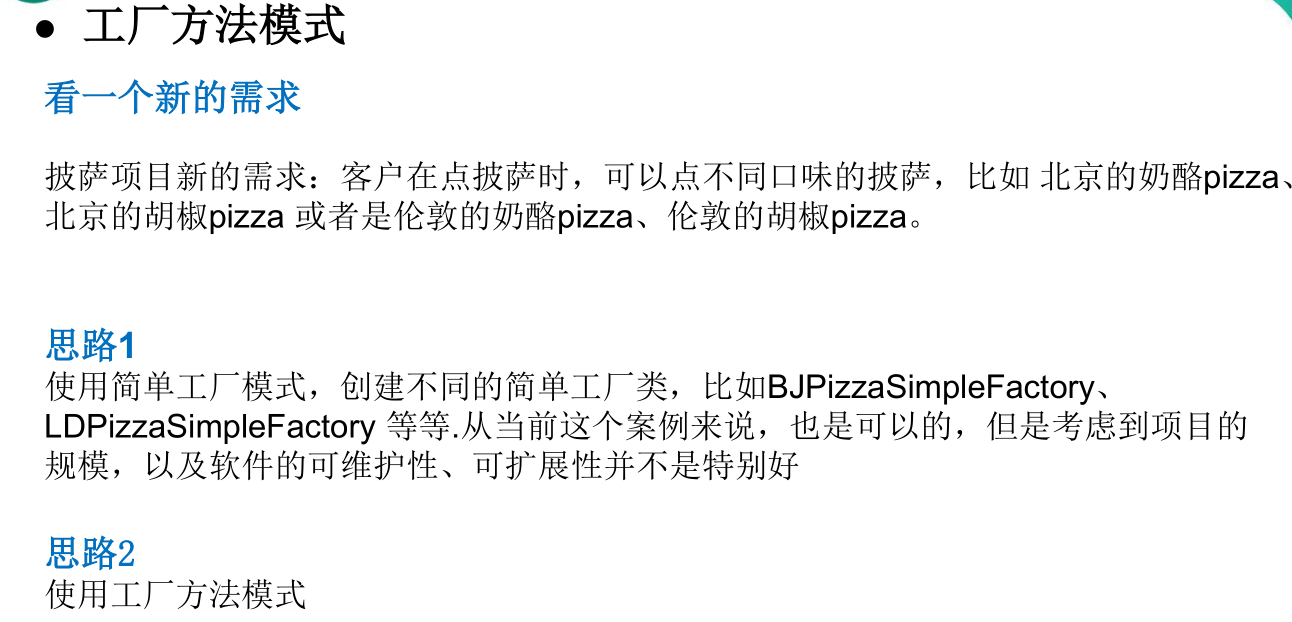 ● 工厂方法模式
看一个新的需求
披萨项目新的需求：客户在点披萨时，可以点不同口味的披萨，比如 北京的奶酪pizza、
北京的胡椒pizza 或者是伦敦的奶酪pizza、伦敦的胡椒pizza。
思路1
使用简单工厂模式，创建不同的简单工厂类，比如BJPizzaSimpleFactory、
LDPizzaSimpleFactory 等等.从当前这个案例来说，也是可以的，但是考虑到项目的
规模，以及软件的可维护性、可扩展性并不是特别好
思路2
使用工厂方法模式